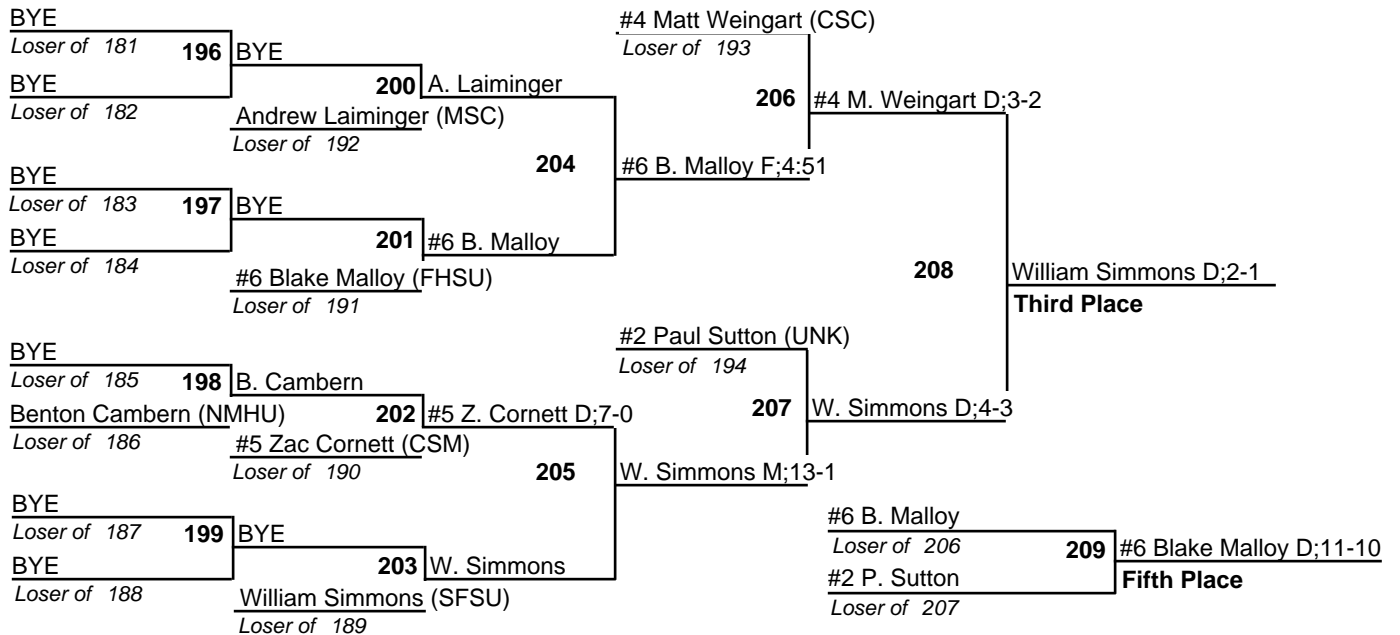 BYE
Loser of 181
196
BYE
BYE
Loser of 182
200
A. Laiminger
Andrew Laiminger (MSC)
Loser of 192
BYE
Loser of 183
197
BYE
BYE
Loser of 184
201
#6 B. Malloy
#6 Blake Malloy (FHSU)
Loser of 191
204
#6 B. Malloy F;4:51
#4 Matt Weingart (CSC)
Loser of 193
206
#4 M. Weingart D;3-2
BYE
Loser of 185
198
B. Cambern
Benton Cambern (NMHU)
Loser of 186
202
#5 Z. Cornett D;7-0
#5 Zac Cornett (CSM)
Loser of 190
BYE
Loser of 187
199
BYE
BYE
Loser of 188
203
W. Simmons
William Simmons (SFSU)
Loser of 189
205
W. Simmons M;13-1
#2 Paul Sutton (UNK)
Loser of 194
207
W. Simmons D;4-3
208
William Simmons D;2-1
Third Place
#6 B. Malloy
Loser of 206
209
#6 Blake Malloy D;11-10
#2 P. Sutton
Fifth Place
Loser of 207